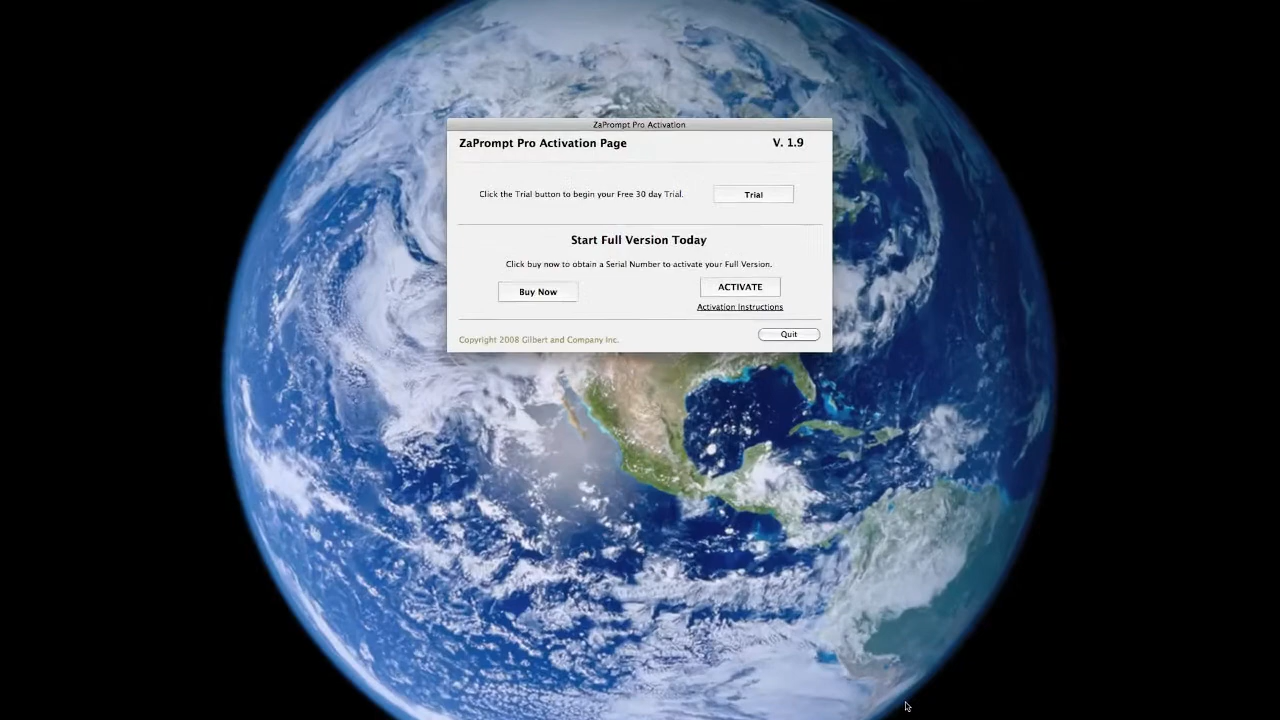 ZaPrompt Pro Activation
ZaPrompt Pro Activation Page V. 1.9
Click the Trial button to begin your Free 30 day Trial. Trial
Start Full Version Today
Click buy now to obtain a Serial Number to activate your Full Version.
Buy Now ACTIVATE
Activation Instructions
Quit
Copyright 2008 Gilbert and Company Inc.